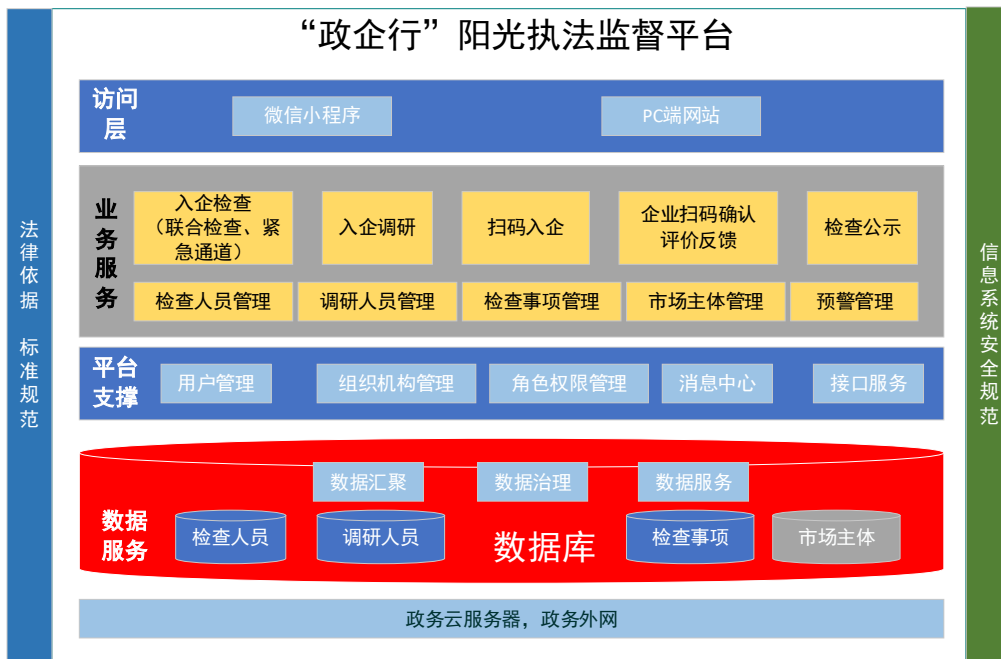 “政企行”阳光执法监督平台
法律依据 标准规范
信息系统安全规范
访问
层
微信小程序
PC端网站
业务服务
入企检查
（联合检查、紧
急通道）
入企调研
扫码入企
企业扫码确认
评价反馈
检查公示
检查人员管理
调研人员管理
检查事项管理
市场主体管理
预警管理
平台
支撑
用户管理
组织机构管理
角色权限管理
消息中心
接口服务
数据汇聚
数据治理
数据服务
数据
服务
检查人员
调研人员
数据库
检查事项
市场主体
政务云服务器，政务外网